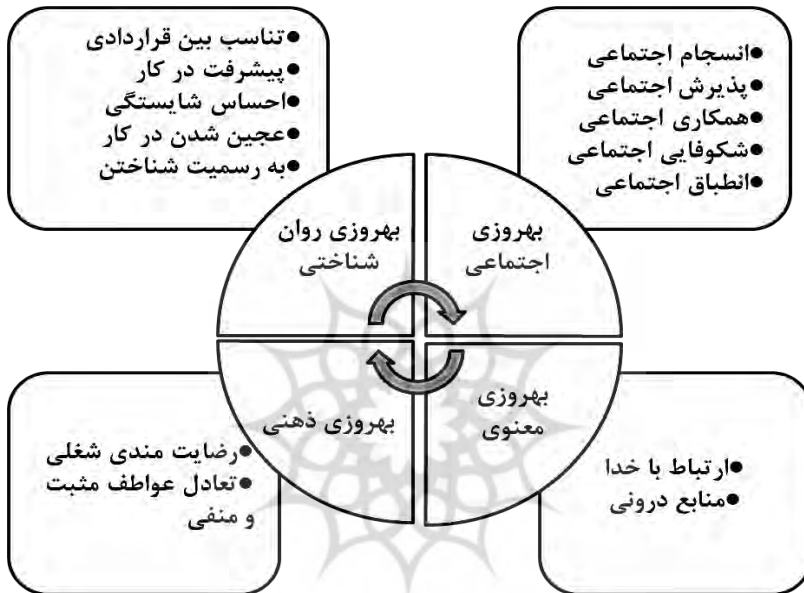 ●انسجام اجتماعی
●پذیرش اجتماعی
●همکاری اجتماعی
●شکوفایی اجتماعی
●انطباق اجتماعی
●تناسب بین قراردادی
●پیشرفت در کار
●احساس شایستگی
●عجین شدن در کار
●به رسمیت شناختن
بهروزی
اجتماعی
بهروزی روان
شناختی
بهروزی
معنوی
بهروزی ذهنی
●ارتباط با خدا
●منابع درونی
●رضایت مندی شغلی
●تعادل عواطف مثبت
و منفی